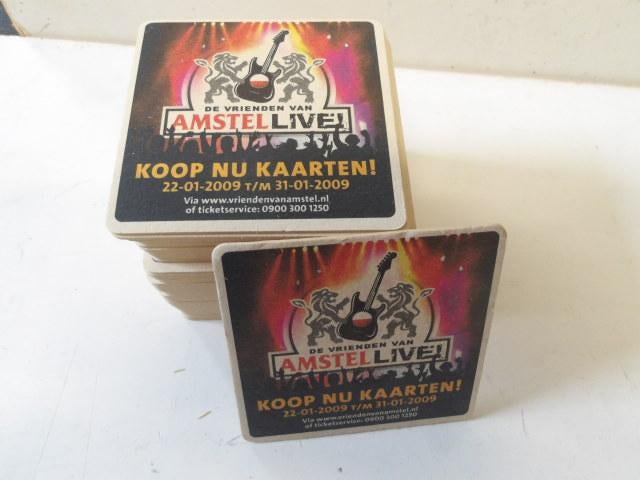 DE VRIENDEN VAN
AMSTEL LIVE!
KOOP NU KAARTEN!
22-01-2009 T/M 31-01-2009
Via www.vriendenvanamstel.nl
of ticketservice: 0900 300 1250
DE VRIENDEN VAN
AMSTEL LIVE!
KOOP NU KAARTEN!
22-01-2009 T/M 31-01-2009
Via www.vriendenvanamstel.nl
of ticketservice: 0900 300 1250